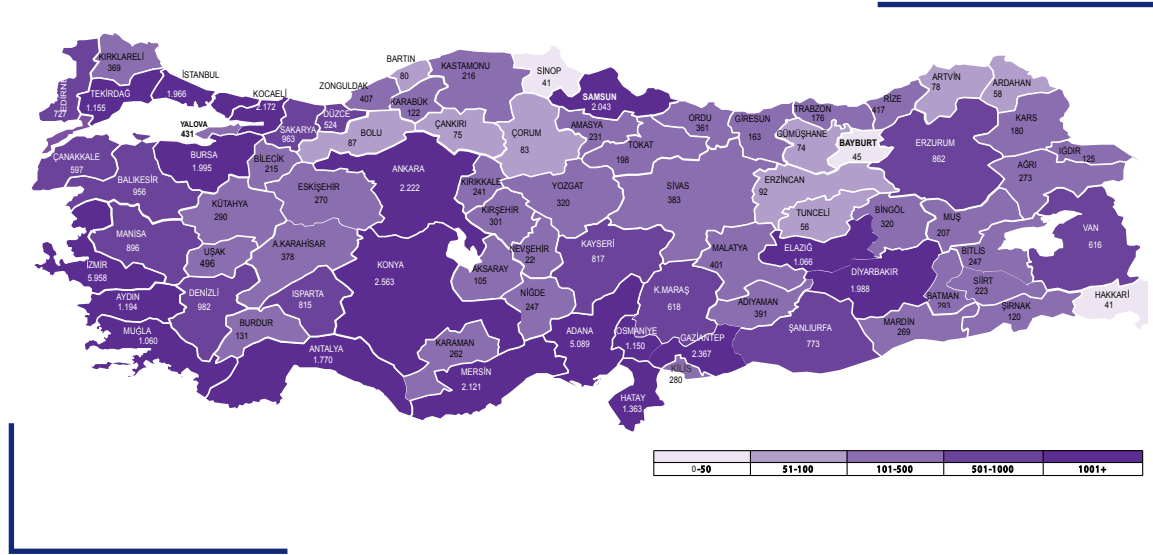 KIRKLARELİ
369
EDİRNE
727
TEKİRDAĞ
1.155
İSTANBUL
1.966
KOCAELİ
2.172
YALOVA
431
SAKARYA
963
DÜZCE
524
ZONGULDAK
407
BARTIN
80
KARABÜK
122
KASTAMONU
216
SİNOP
41
SAMSUN
2.043
BOLU
87
ÇANKIRI
75
ÇORUM
83
AMASYA
231
TOKAT
198
ORDU
361
GİRESUN
163
TRABZON
176
GÜMÜŞHANE
74
RİZE
417
BAYBURT
45
ARTVİN
78
ARDAHAN
58
KARS
180
IĞDIR
125
ERZURUM
862
AĞRI
273
ÇANAKKALE
597
BALIKESİR
956
BURSA
1.995
BİLECİK
215
ESKİŞEHİR
270
KÜTAHYA
290
ANKARA
2.222
KIRIKKALE
241
KIRŞEHİR
301
YOZGAT
320
SİVAS
383
ERZİNCAN
92
TUNCELİ
56
BİNGÖL
320
MUŞ
207
BİTLİS
247
VAN
616
MANİSA
896
UŞAK
496
A.KARAHİSAR
378
İZMİR
5.958
AYDIN
1.194
DENİZLİ
982
ISPARTA
815
BURDUR
131
MUĞLA
1.060
ANTALYA
1.770
KONYA
2.563
AKSARAY
105
NEVŞEHİR
22
NİĞDE
247
KAYSERİ
817
KARAMAN
262
MERSİN
2.121
ADANA
5.089
OSMANİYE
1.150
HATAY
1.363
K.MARAŞ
618
GAZİANTEP
2.367
KİLİS
280
MALATYA
401
ADIYAMAN
391
ELAZIĞ
1.066
DİYARBAKIR
1.988
ŞANLIURFA
773
MARDİN
269
BATMAN
293
SİİRT
223
ŞIRNAK
120
HAKKARİ
41
0-50 51-100 101-500 501-1000 1001+